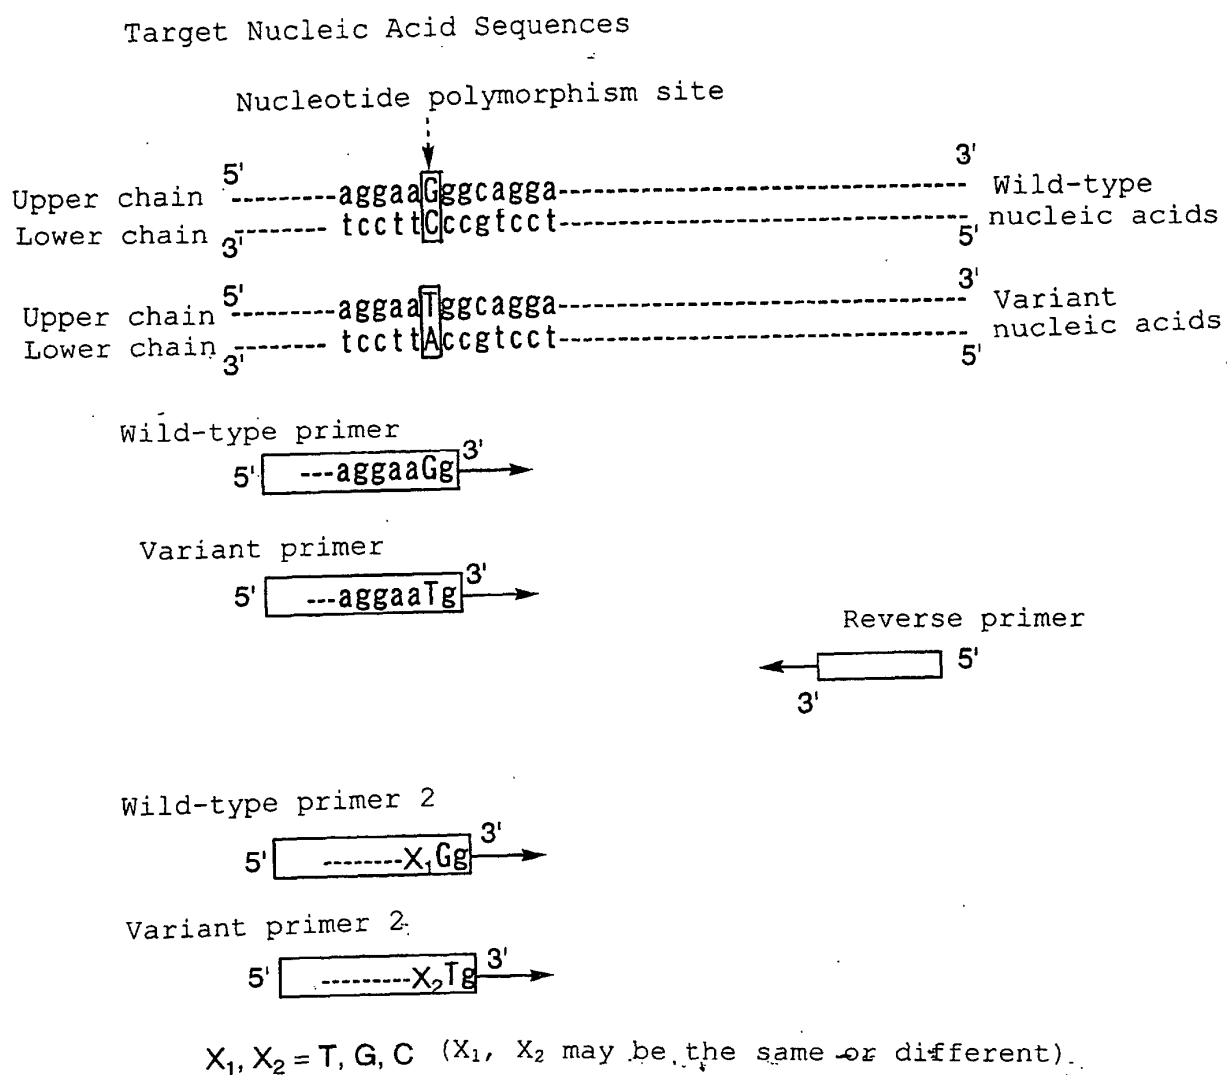 Target Nucleic Acid Sequences
Nucleotide polymorphism site
5' 3'
Upper chain ---------aggaaGggcagga------------------------------------ Wild-type
Lower chain -------- tccttCccgtcct------------------------------------ nucleic acids
3' 5'
5' 3'
Upper chain ---------aggaaTggcagga------------------------------------ Variant
Lower chain -------- tccttAccgtcct------------------------------------ nucleic acids
3' 5'
Wild-type primer
5' ---aggaaGg 3'
Variant primer
5' ---aggaaTg 3'
Reverse primer
5'
3'
Wild-type primer 2
5' --------X₁Gg 3'
Variant primer 2
5' ---------X₂Tg 3'
X₁, X₂ = T, G, C (X₁, X₂ may be the same or different)